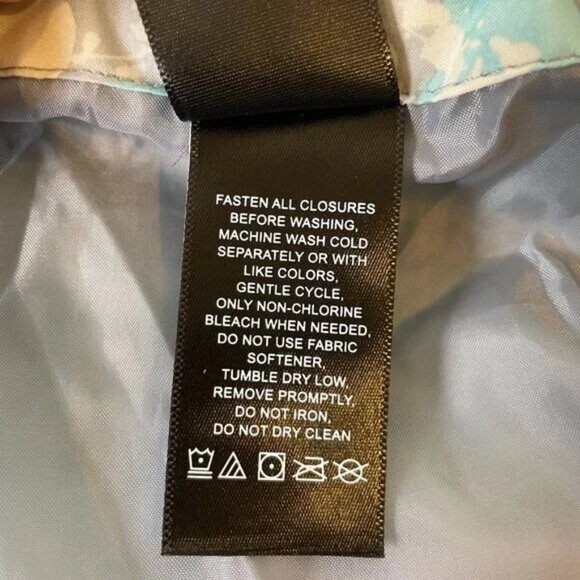 FASTEN ALL CLOSURES
BEFORE WASHING,
MACHINE WASH COLD
SEPARATELY OR WITH
LIKE COLORS,
GENTLE CYCLE,
ONLY NON-CHLORINE
BLEACH WHEN NEEDED,
DO NOT USE FABRIC
SOFTENER,
TUMBLE DRY LOW,
REMOVE PROMPTLY,
DO NOT IRON,
DO NOT DRY CLEAN